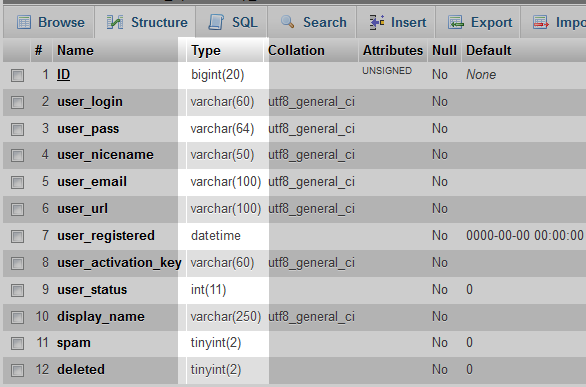 Browse Structure SQL Search Insert Export Impo
# Name Type Collation Attributes Null Default
1 ID bigint(20) UNSIGNED No None
2 user_login varchar(60) utf8_general_ci No
3 user_pass varchar(64) utf8_general_ci No
4 user_nicename varchar(50) utf8_general_ci No
5 user_email varchar(100) utf8_general_ci No
6 user_url varchar(100) utf8_general_ci No
7 user_registered datetime No 0000-00-00 00:00:00
8 user_activation_key varchar(60) utf8_general_ci No
9 user_status int(11) No 0
10 display_name varchar(250) utf8_general_ci No
11 spam tinyint(2) No 0
12 deleted tinyint(2) No 0